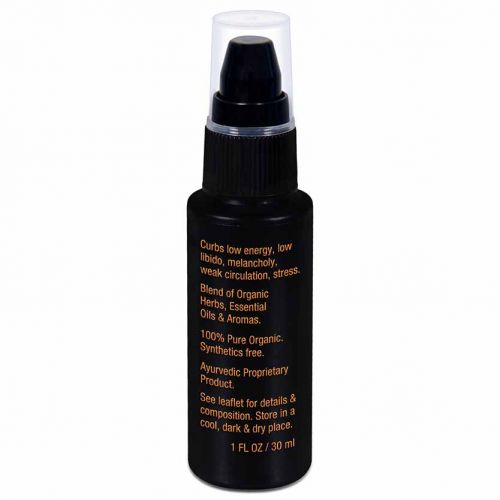 Curbs low energy, low
libido, melancholy,
weak circulation, stress.
Blend of Organic
Herbs, Essential
Oils & Aromas.
100% Pure Organic.
Synthetics free.
Ayurvedic Proprietary
Product.
See leaflet for details &
composition. Store in a
cool, dark & dry place.
1 FL OZ / 30 ml